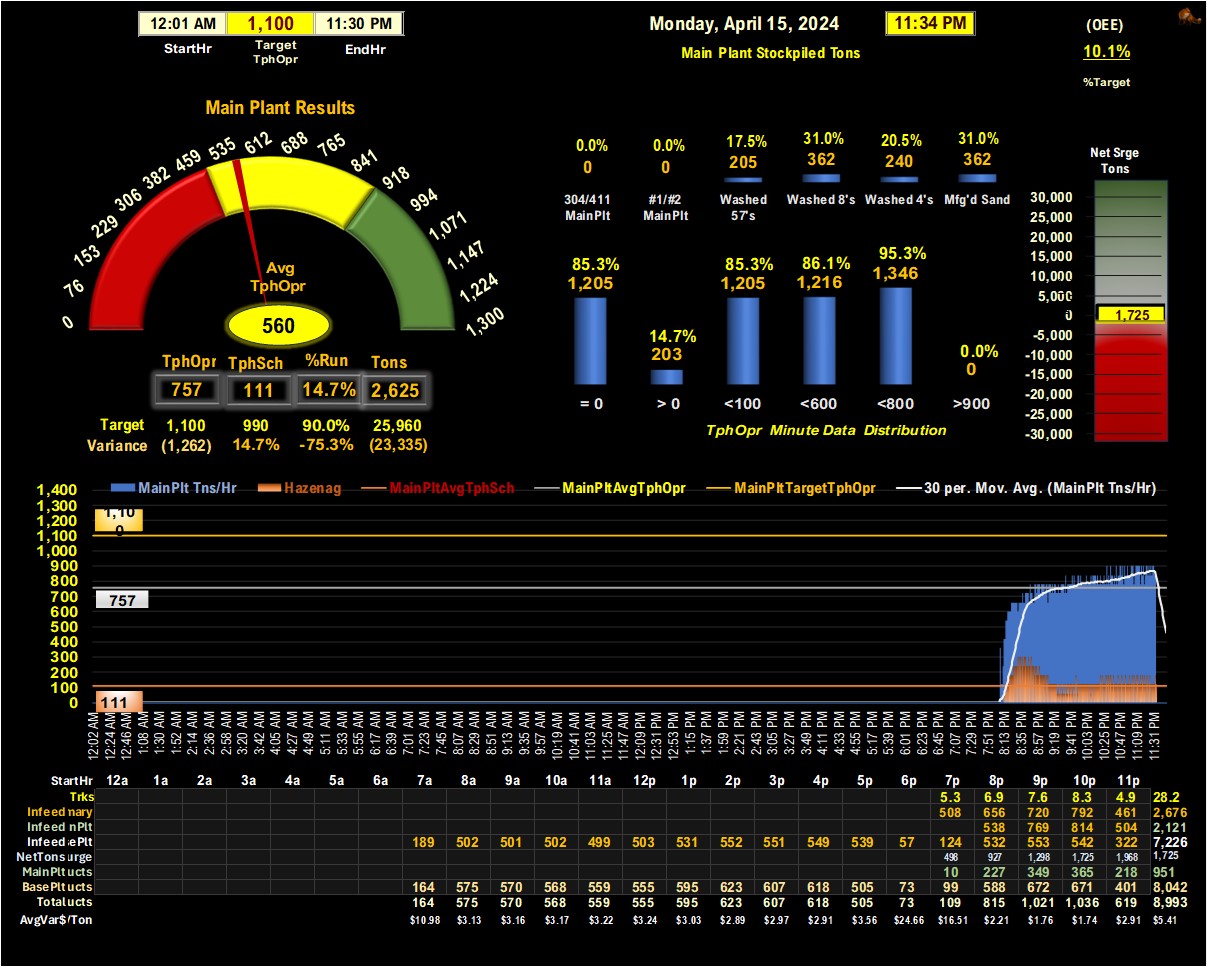 12:01 AM 1,100 11:30 PM
StartHr Target TphOpr EndHr
Monday, April 15, 2024 11:34 PM
Main Plant Stockpiled Tons
(OEE)
10.1%
%Target
Main Plant Results
0 76 153 229 306 382 459 535 612 688 765 841 918 994 1,071 1,147 1,224 1,300
Avg
TphOpr
560
TphOpr TphSch %Run Tons
757 111 14.7% 2,625
Target 1,100 990 90.0% 25,960
Variance (1,262) 14.7% -75.3% (23,335)
0.0% 0.0% 17.5% 31.0% 20.5% 31.0%
0 0 205 362 240 362
304/411 MainPlt #1/#2 MainPlt Washed 57's Washed 8's Washed 4's Mfg'd Sand
85.3% 14.7% 85.3% 86.1% 95.3% 0.0%
1,205 203 1,205 1,216 1,346 0
= 0 > 0 <100 <600 <800 >900
TphOpr Minute Data Distribution
Net Srge
Tons
30,000
25,000
20,000
15,000
10,000
5,000
0
1,725
-5,000
-10,000
-15,000
-20,000
-25,000
-30,000
MainPlt Tns/Hr Hazenag MainPltAvgTphSch MainPltAvgTphOpr MainPltTargetTphOpr 30 per. Mov. Avg. (MainPlt Tns/Hr)
1,400
1,300
1,200
1,100
1,000
900
800
700
600
500
400
300
200
100
0
1,100
757
111
12:02 AM 12:24 AM 12:46 AM 1:08 AM 1:30 AM 1:52 AM 2:14 AM 2:36 AM 2:58 AM 3:20 AM 3:42 AM 4:05 AM 4:27 AM 4:49 AM 5:11 AM 5:33 AM 5:55 AM 6:17 AM 6:39 AM 7:01 AM 7:23 AM 7:45 AM 8:07 AM 8:29 AM 8:51 AM 9:13 AM 9:35 AM 9:57 AM 10:19 AM 10:41 AM 11:03 AM 11:25 AM 11:47 AM 12:09 PM 12:31 PM 12:53 PM 1:15 PM 1:37 PM 1:59 PM 2:21 PM 2:43 PM 3:05 PM 3:27 PM 3:49 PM 4:11 PM 4:33 PM 4:55 PM 5:17 PM 5:39 PM 6:01 PM 6:23 PM 6:45 PM 7:07 PM 7:29 PM 7:51 PM 8:13 PM 8:35 PM 8:57 PM 9:19 PM 9:41 PM 10:03 PM 10:25 PM 10:47 PM 11:09 PM 11:31 PM
StartHr 12a 1a 2a 3a 4a 5a 6a 7a 8a 9a 10a 11a 12p 1p 2p 3p 4p 5p 6p 7p 8p 9p 10p 11p
Trks 5.3 6.9 7.6 8.3 4.9 28.2
Infeed mary 508 656 720 792 461 2,676
Infeed nPlt 538 769 814 504 2,121
Infeed ePlt 189 502 501 502 499 503 531 552 551 549 539 57 124 532 553 542 322 7,226
NetTons urge 498 927 1,298 1,725 1,968 1,725
MainPlt ucts 10 227 349 365 218 951
BasePlt ucts 164 575 570 568 559 555 595 623 607 618 505 73 99 588 672 671 401 8,042
Total ucts 164 575 570 568 559 555 595 623 607 618 505 73 109 815 1,021 1,036 619 8,993
AvgVar$/Ton $10.98 $3.13 $3.16 $3.17 $3.22 $3.24 $3.03 $2.89 $2.97 $2.91 $3.56 $24.66 $16.51 $2.21 $1.76 $1.74 $2.91 $5.41